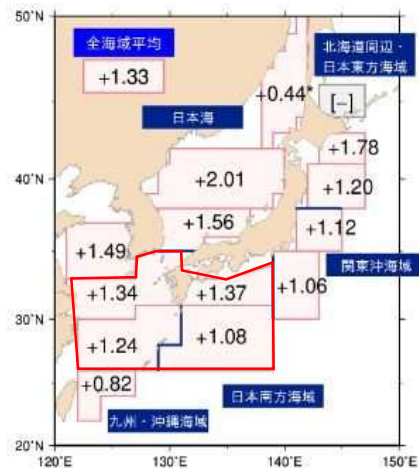 50°N
全海域平均
+1.33
北海道周辺・
日本東方海域
+0.44*
[-]
日本海
+1.78
40°N
+2.01
+1.20
+1.56
+1.12
+1.49
関東沖海域
+1.34
+1.37
+1.06
30°N
+1.24
+1.08
+0.82
日本南方海域
九州・沖縄海域
20°N
120°E
130°E
140°E
150°E